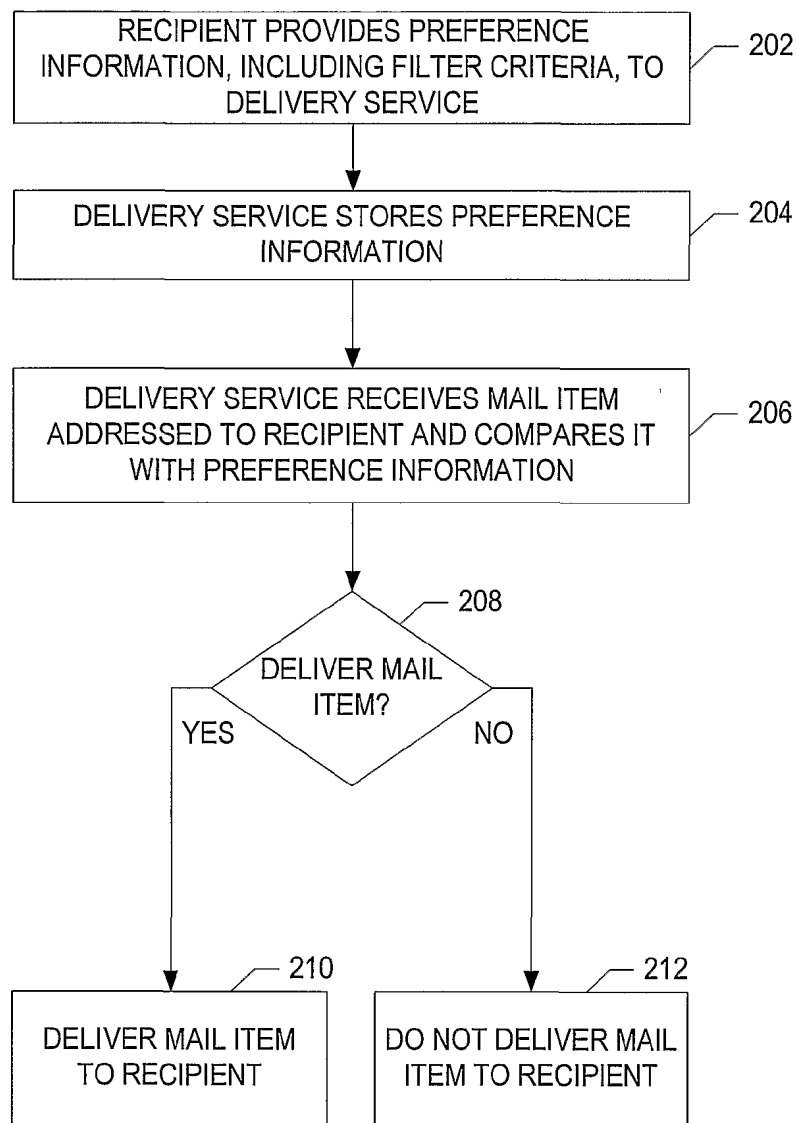 RECIPIENT PROVIDES PREFERENCE
INFORMATION, INCLUDING FILTER CRITERIA, TO
DELIVERY SERVICE
202
DELIVERY SERVICE STORES PREFERENCE
INFORMATION
204
DELIVERY SERVICE RECEIVES MAIL ITEM
ADDRESSED TO RECIPIENT AND COMPARES IT
WITH PREFERENCE INFORMATION
206
208
DELIVER MAIL
ITEM?
YES
NO
210
DELIVER MAIL ITEM
TO RECIPIENT
212
DO NOT DELIVER MAIL
ITEM TO RECIPIENT